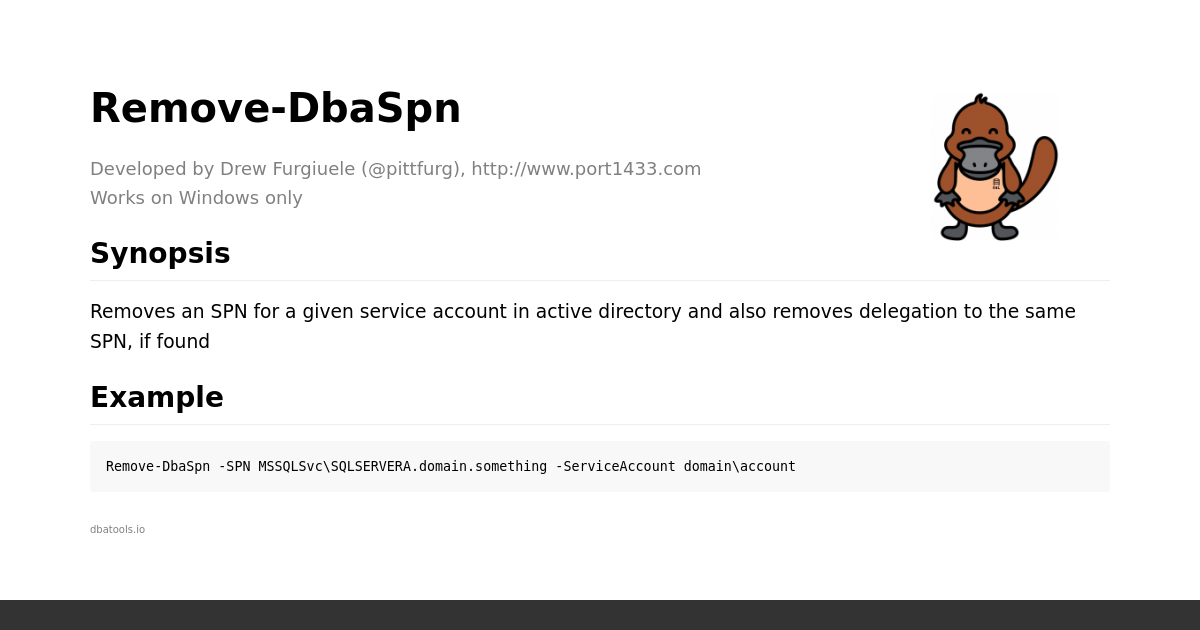 Remove-DbaSpn
Developed by Drew Furgiuele (@pittfurg), http://www.port1433.com
Works on Windows only
Synopsis
Removes an SPN for a given service account in active directory and also removes delegation to the same
SPN, if found
Example
Remove-DbaSpn -SPN MSSQLSvc\SQLSERVERA.domain.something -ServiceAccount domain\account
dbatools.io